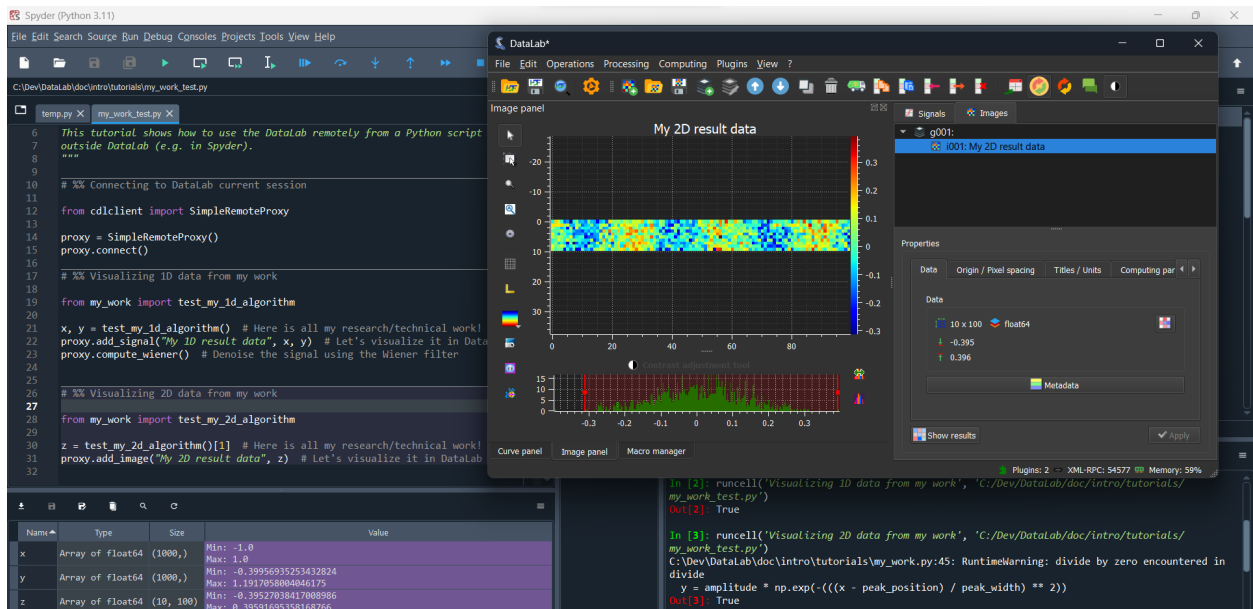 Spyder (Python 3.11)
File Edit Search Source Run Debug Consoles Projects Tools View Help
C:\Dev\DataLab\doc\intro\tutorials\my_work_test.py
temp.py
my_work_test.py
6 This tutorial shows how to use the DataLab remotely from a Python script
7 outside DataLab (e.g. in Spyder).
8 """
9
10 # %% Connecting to DataLab current session
11
12 from cdlclient import SimpleRemoteProxy
13
14 proxy = SimpleRemoteProxy()
15 proxy.connect()
16
17 # %% Visualizing 1D data from my work
18
19 from my_work import test_my_1d_algorithm
20
21 x, y = test_my_1d_algorithm() # Here is all my research/technical work!
22 proxy.add_signal("My 1D result data", x, y) # Let's visualize it in Data
23 proxy.compute_wiener() # Denoise the signal using the Wiener filter
24
25
26 # %% Visualizing 2D data from my work
27
28 from my_work import test_my_2d_algorithm
29
30 z = test_my_2d_algorithm()[1] # Here is all my research/technical work!
31 proxy.add_image("My 2D result data", z) # Let's visualize it in DataLab
32
DataLab*
File Edit Operations Processing Computing Plugins View ?
Image panel
My 2D result data
-20
-10
0
10
20
30
0 20 40 60 80
0.3
0.2
0.1
0
-0.1
-0.2
-0.3
Contrast adjustment tool
15
10
5
0
-0.3 -0.2 -0.1 0 0.1 0.2 0.3
Curve panel Image panel Macro manager
Signals Images
g001:
i001: My 2D result data
Properties
Data Origin / Pixel spacing Titles / Units Computing par
Data
10 x 100 float64
-0.395
0.396
Metadata
Show results Apply
Plugins: 2 XML-RPC: 54577 Memory: 59%
Name Type Size Value
x Array of float64 (1000,) Min: -1.0
Max: 1.0
y Array of float64 (1000,) Min: -0.39956935253432824
Max: 1.1917058004046175
z Array of float64 (10, 100) Min: -0.39527038417008986
Max: 0.39591695358168766
In [2]: runcell('Visualizing 1D data from my work', 'C:/Dev/DataLab/doc/intro/tutorials/
my_work_test.py')
Out[2]: True
In [3]: runcell('Visualizing 2D data from my work', 'C:/Dev/DataLab/doc/intro/tutorials/
my_work_test.py')
C:\Dev\DataLab\doc\intro\tutorials\my_work.py:45: RuntimeWarning: divide by zero encountered in
divide
y = amplitude * np.exp(-(((x - peak_position) / peak_width) ** 2))
Out[3]: True